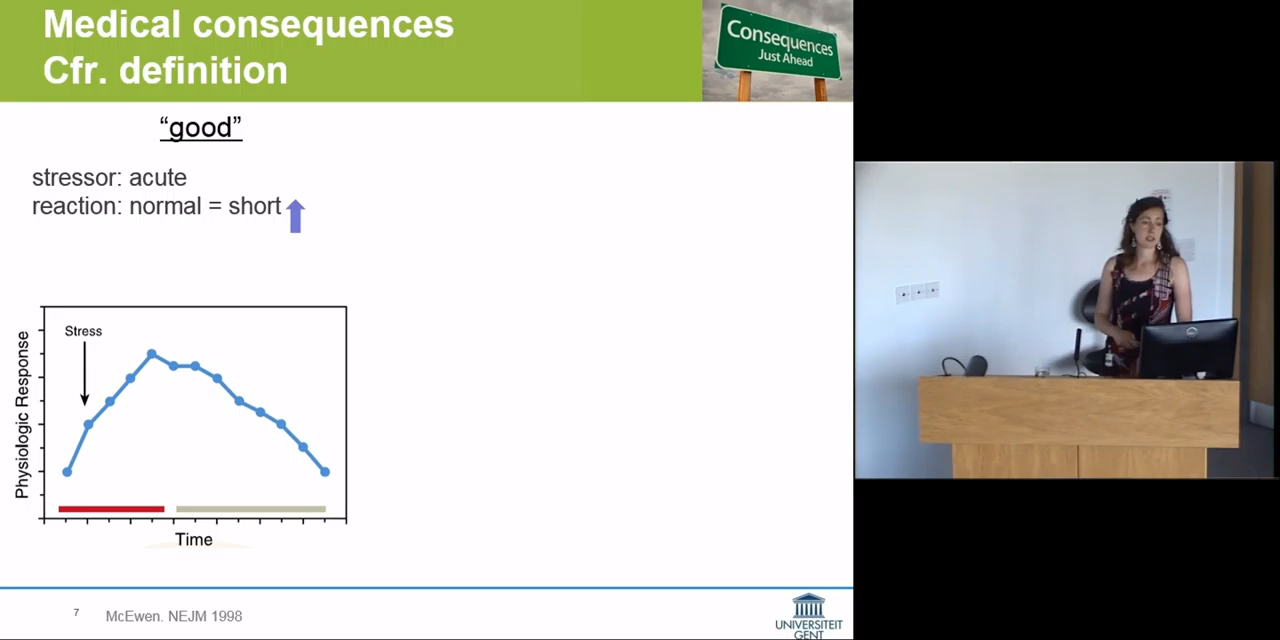 Medical consequences
Cfr. definition
Consequences
Just Ahead
“good”
stressor: acute
reaction: normal = short
Stress
Physiologic Response
Time
7
McEwen. NEJM 1998
UNIVERSITEIT
GENT